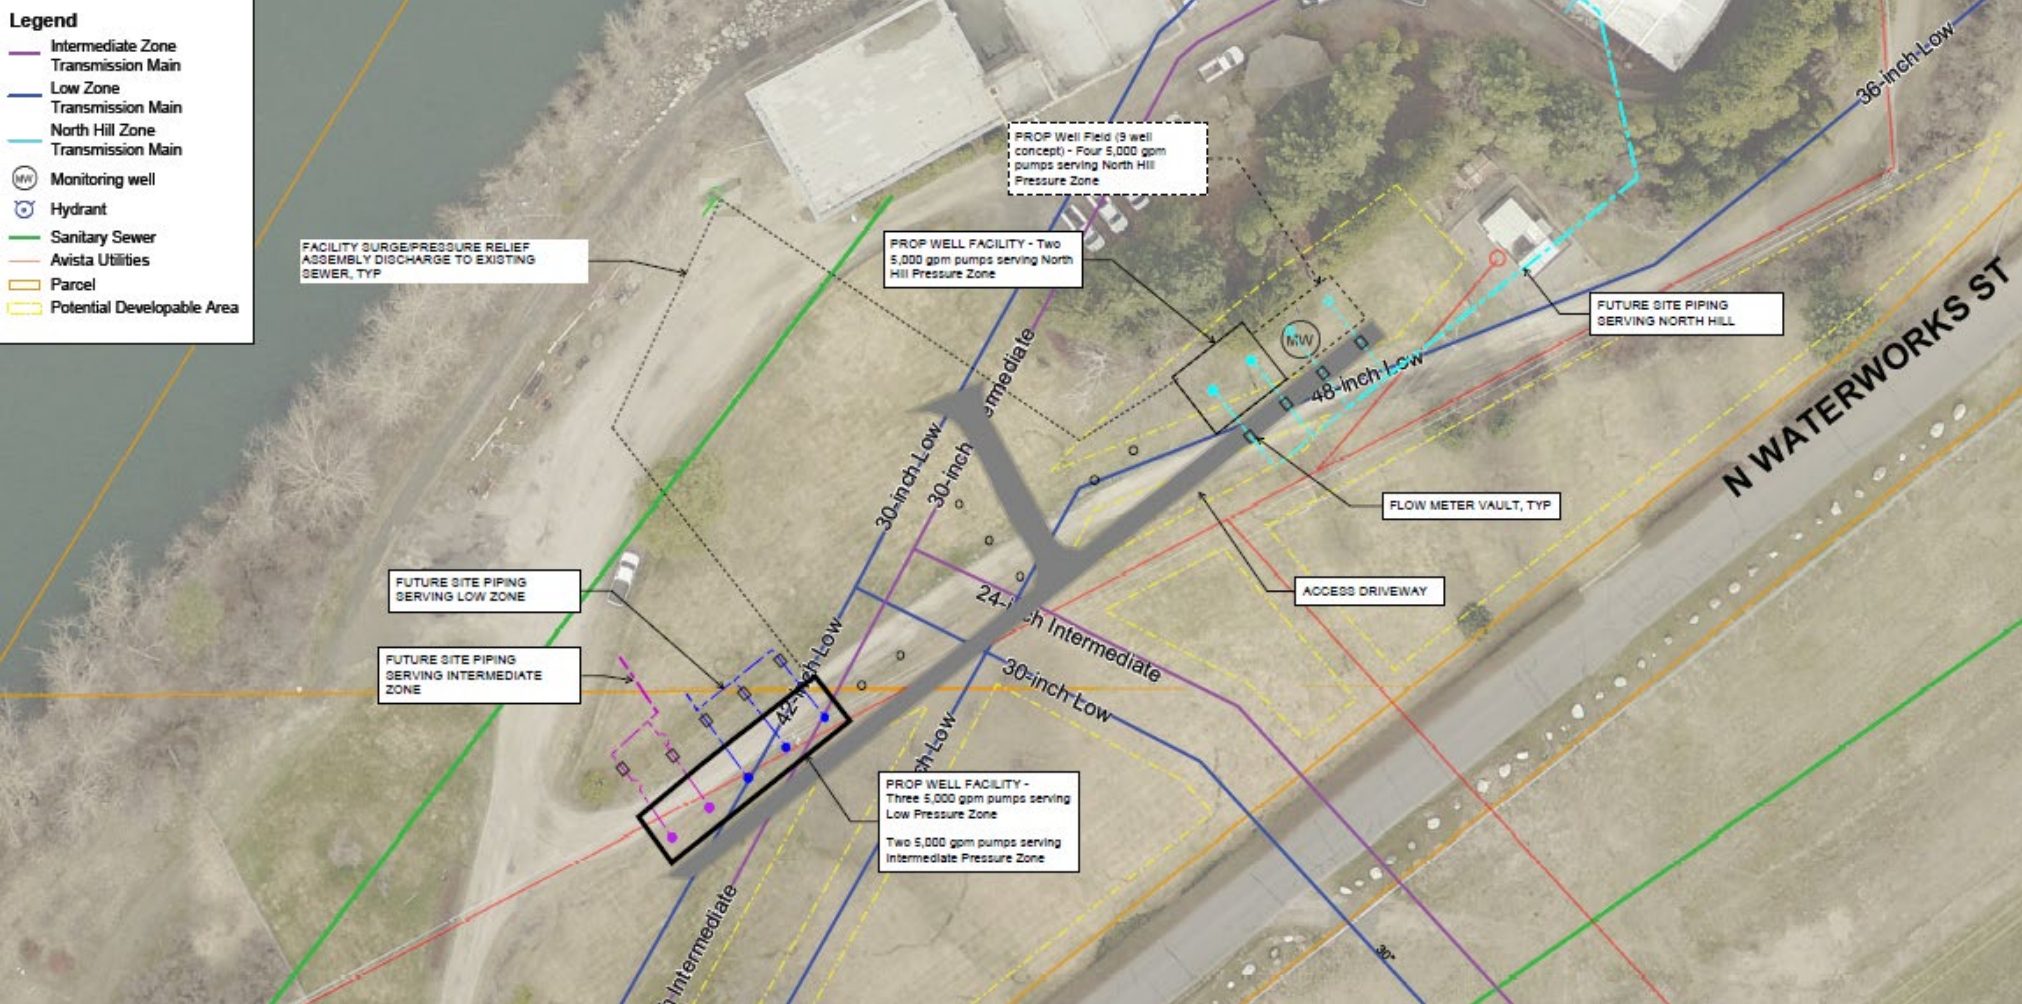 Legend
Intermediate Zone
Transmission Main
Low Zone
Transmission Main
North Hill Zone
Transmission Main
MW
Monitoring well
Hydrant
Sanitary Sewer
Avista Utilities
Parcel
Potential Developable Area
36-inch Low
PROP Well Field (9 well
concept) - Four 5,000 gpm
pumps serving North Hill
Pressure Zone
FACILITY SURGE/PRESSURE RELIEF
ASSEMBLY DISCHARGE TO EXISTING
SEWER, TYP
PROP WELL FACILITY - Two
5,000 gpm pumps serving North
Hill Pressure Zone
FUTURE SITE PIPING
SERVING NORTH HILL
MW
48-inch Low
N WATERWORKS ST
30-inch Low
30-inch
ermediate
FLOW METER VAULT, TYP
FUTURE SITE PIPING
SERVING LOW ZONE
24-i
ch Intermediate
ACCESS DRIVEWAY
FUTURE SITE PIPING
SERVING INTERMEDIATE
ZONE
42-inch Low
30-inch Low
ch-Low
PROP WELL FACILITY -
Three 5,000 gpm pumps serving
Low Pressure Zone
Two 5,000 gpm pumps serving
Intermediate Pressure Zone
h-Intermediate
30"